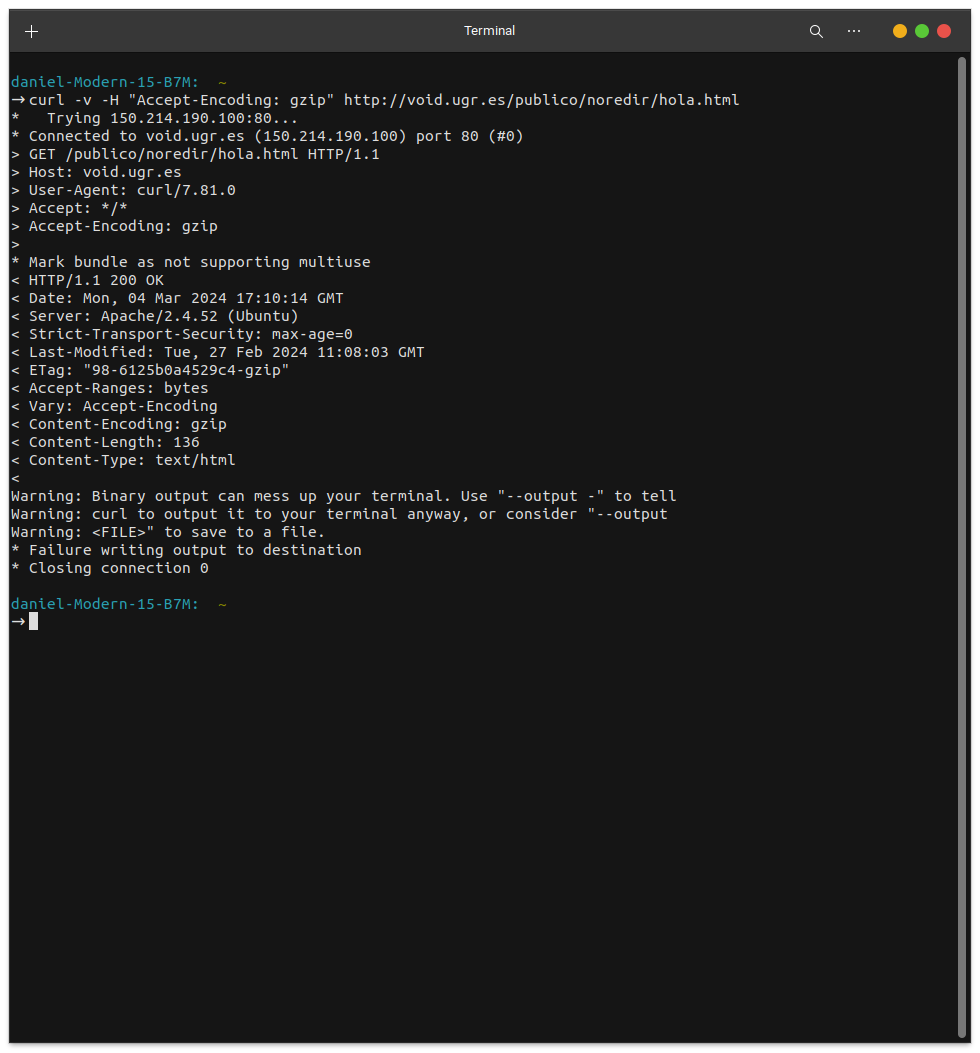 Terminal
daniel-Modern-15-B7M:  ~
→curl -v -H "Accept-Encoding: gzip" http://void.ugr.es/publico/noredir/hola.html
*   Trying 150.214.190.100:80...
* Connected to void.ugr.es (150.214.190.100) port 80 (#0)
> GET /publico/noredir/hola.html HTTP/1.1
> Host: void.ugr.es
> User-Agent: curl/7.81.0
> Accept: */*
> Accept-Encoding: gzip
>
* Mark bundle as not supporting multiuse
< HTTP/1.1 200 OK
< Date: Mon, 04 Mar 2024 17:10:14 GMT
< Server: Apache/2.4.52 (Ubuntu)
< Strict-Transport-Security: max-age=0
< Last-Modified: Tue, 27 Feb 2024 11:08:03 GMT
< ETag: "98-6125b0a4529c4-gzip"
< Accept-Ranges: bytes
< Vary: Accept-Encoding
< Content-Encoding: gzip
< Content-Length: 136
< Content-Type: text/html
<
Warning: Binary output can mess up your terminal. Use "--output -" to tell
Warning: curl to output it to your terminal anyway, or consider "--output
Warning: <FILE>" to save to a file.
* Failure writing output to destination
* Closing connection 0
daniel-Modern-15-B7M:  ~
→